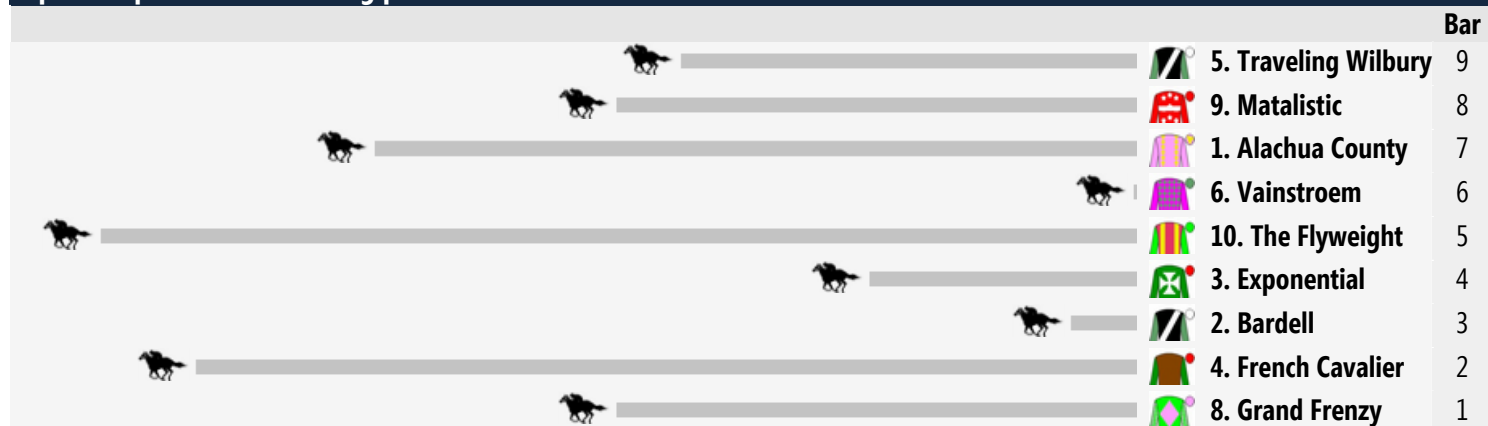 Bar
5. Traveling Wilbury 9
9. Matalistic 8
1. Alachua County 7
6. Vainstroem 6
10. The Flyweight 5
3. Exponential 4
2. Bardell 3
4. French Cavalier 2
8. Grand Frenzy 1